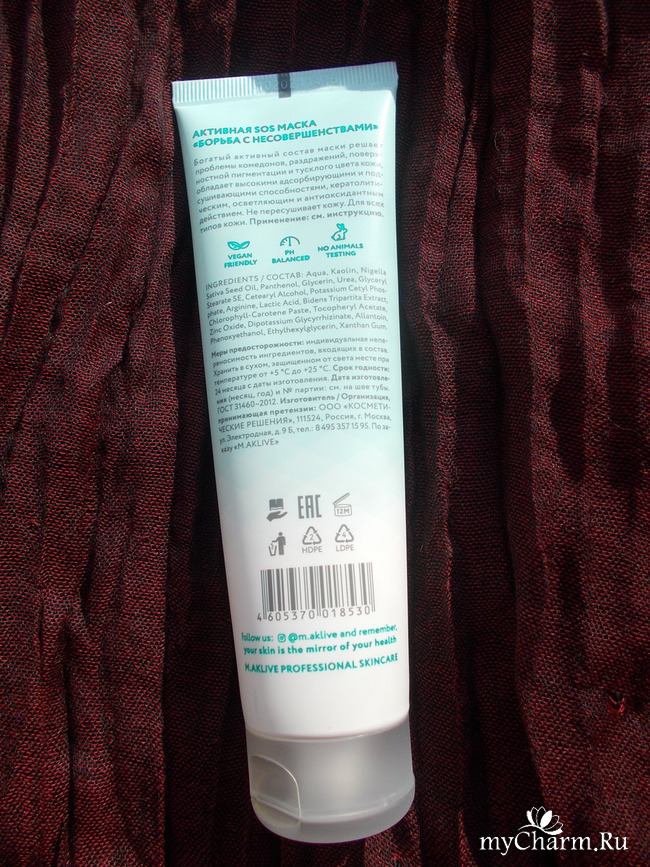 АКТИВНАЯ SOS МАСКА
«БОРЬБА С НЕСОВЕРШЕНСТВАМИ»
Богатый активный состав маски решает
проблемы комедонов, раздражений, поверх-
ностной пигментации и тусклого цвета кожи,
обладает высокими адсорбирующими и под-
сушивающими способностями, кератолити-
ческим, осветляющим и антиоксидантным
действием. Не пересушивает кожу. Для всех
типов кожи. Применение: см. инструкцию.
VEGAN
FRIENDLY
PH
BALANCED
NO ANIMALS
TESTING
INGREDIENTS / СОСТАВ: Aqua, Kaolin, Nigella
Sativa Seed Oil, Panthenol, Glycerin, Urea, Glyceryl
Stearate SE, Cetearyl Alcohol, Potassium Cetyl Phos-
phate, Arginine, Lactic Acid, Bidens Tripartita Extract,
Chlorophyll-Carotene Paste, Tocopheryl Acetate,
Zinc Oxide, Dipotassium Glycyrrhizinate, Allantoin,
Phenoxyethanol, Ethylhexylglycerin, Xanthan Gum.
Меры предосторожности: индивидуальная непе-
реносимость ингредиентов, входящих в состав.
Хранить в сухом, защищенном от света месте при
температуре от +5 °C до +25 °C. Срок годности:
24 месяца с даты изготовления. Дата изготовле-
ния (месяц, год) и № партии: см. на шве тубы.
ГОСТ 31460-2012. Изготовитель / Организация,
принимающая претензии: ООО «КОСМЕТИ-
ЧЕСКИЕ РЕШЕНИЯ», 111524, Россия, г. Москва,
ул. Электродная, д. 9 Б, тел.: 8 495 357 15 95. По за-
казу «M.AKLIVE»
EAC
12M
2
HDPE
4
LDPE
4 605370 018530
Follow us: @m.aklive and remember,
your skin is the mirror of your health
M.AKLIVE PROFESSIONAL SKINCARE
myCharm.Ru